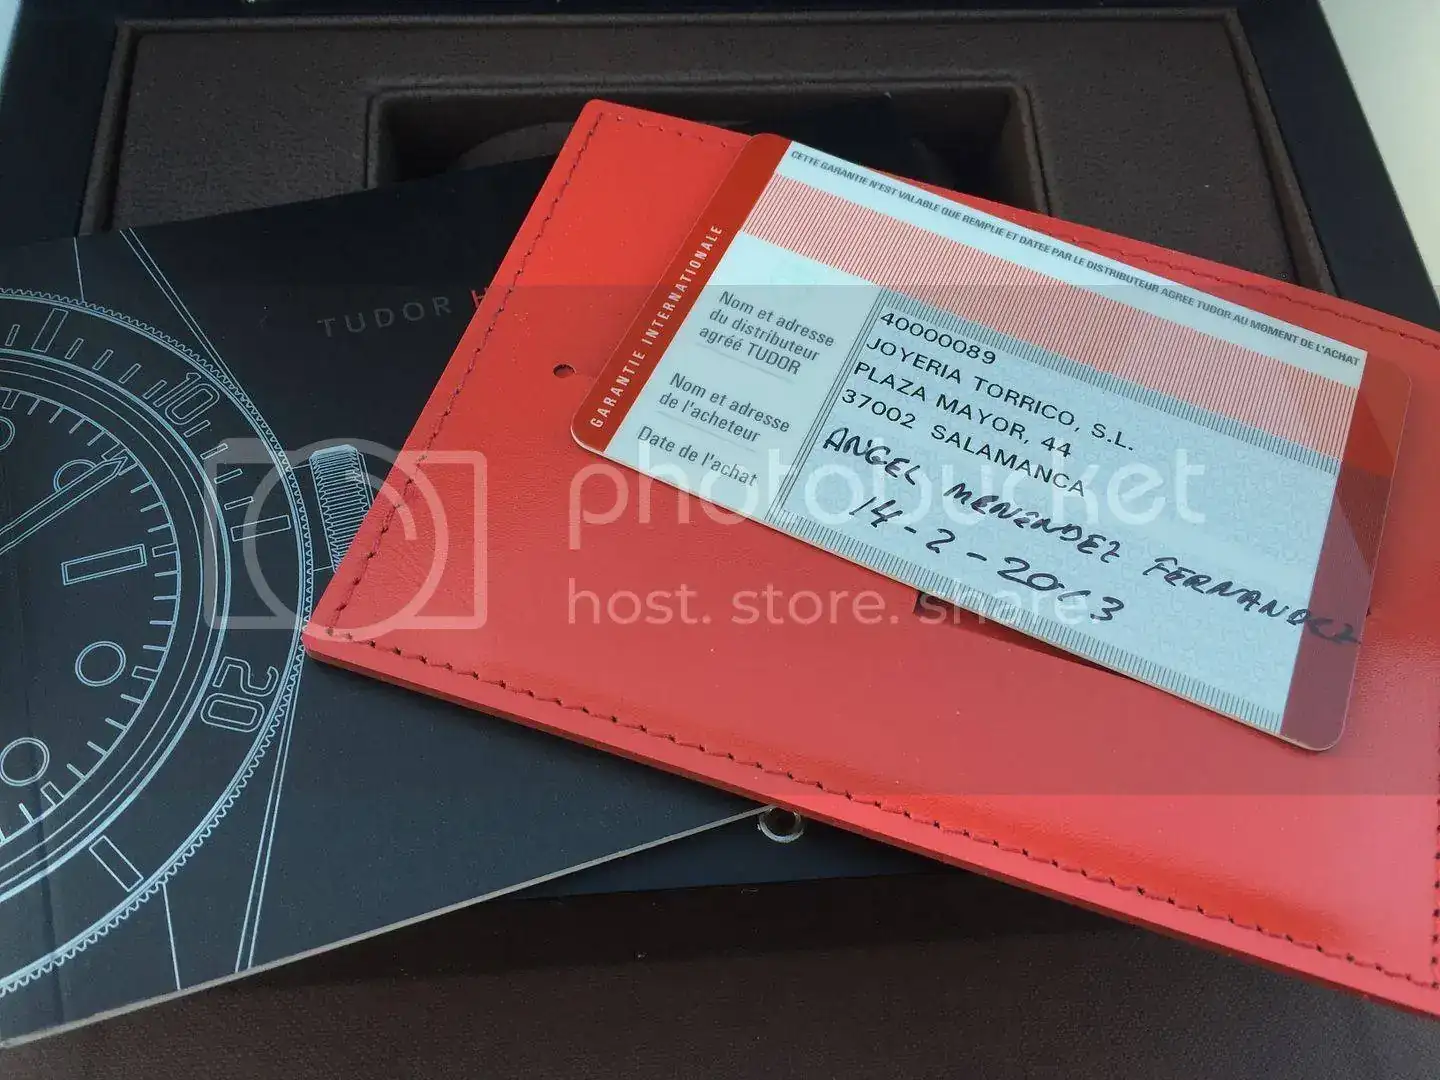 TUDOR H
10
20
GARANTIE INTERNATIONALE
CETTE GARANTIE N'EST VALABLE QUE REMPLIE ET DATEE PAR LE DISTRIBUTEUR AGREE TUDOR AU MOMENT DE L'ACHAT
Nom et adresse
du distributeur
agréé TUDOR
40000089
JOYERIA TORRICO, S.L.
PLAZA MAYOR, 44
37002 SALAMANCA
Nom et adresse
de l'acheteur
ANGEL MENENDEZ FERNANDEZ
Date de l'achat
14-2-2013
photobucket
host. store. share.